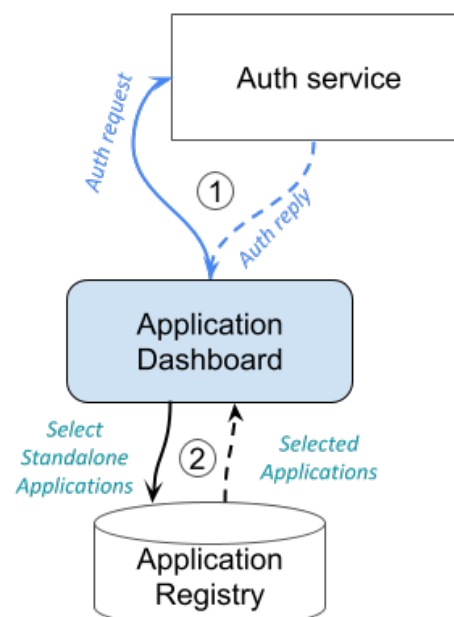 Auth service
Auth request
1
Auth reply
Application
Dashboard
Select
Standalone
Applications
2
Selected
Applications
Application
Registry